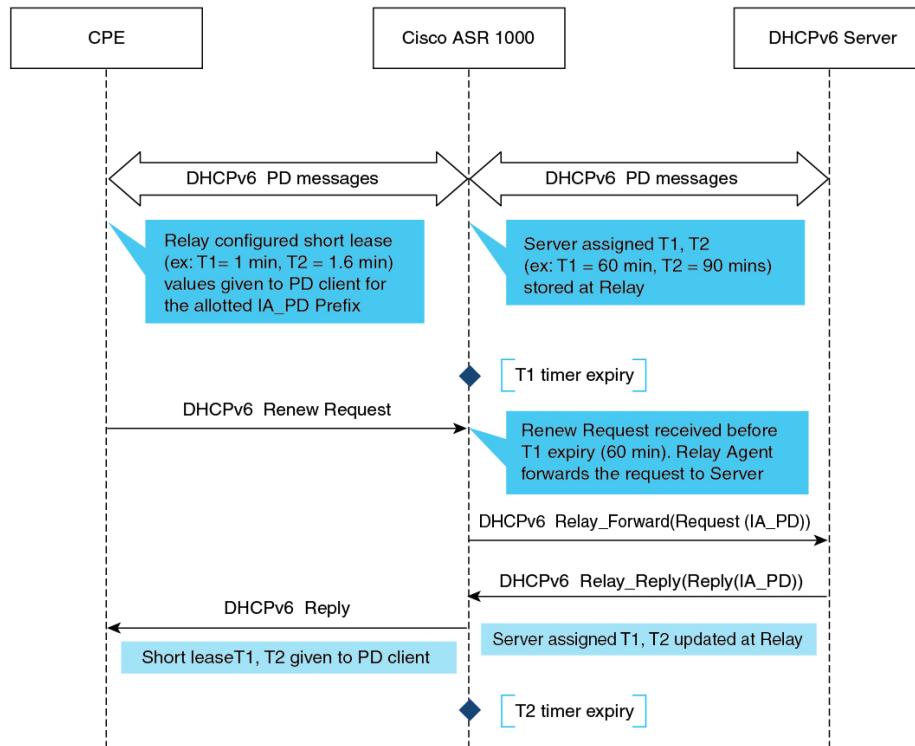 CPE
Cisco ASR 1000
DHCPv6 Server
DHCPv6 PD messages
DHCPv6 PD messages
Relay configured short lease
(ex: T1= 1 min, T2 = 1.6 min)
values given to PD client for
the allotted IA_PD Prefix
Server assigned T1, T2
(ex: T1 = 60 min, T2 = 90 mins)
stored at Relay
T1 timer expiry
DHCPv6 Renew Request
Renew Request received before
T1 expiry (60 min). Relay Agent
forwards the request to Server
DHCPv6 Relay_Forward(Request (IA_PD))
DHCPv6 Relay_Reply(Reply(IA_PD))
DHCPv6 Reply
Server assigned T1, T2 updated at Relay
Short leaseT1, T2 given to PD client
T2 timer expiry